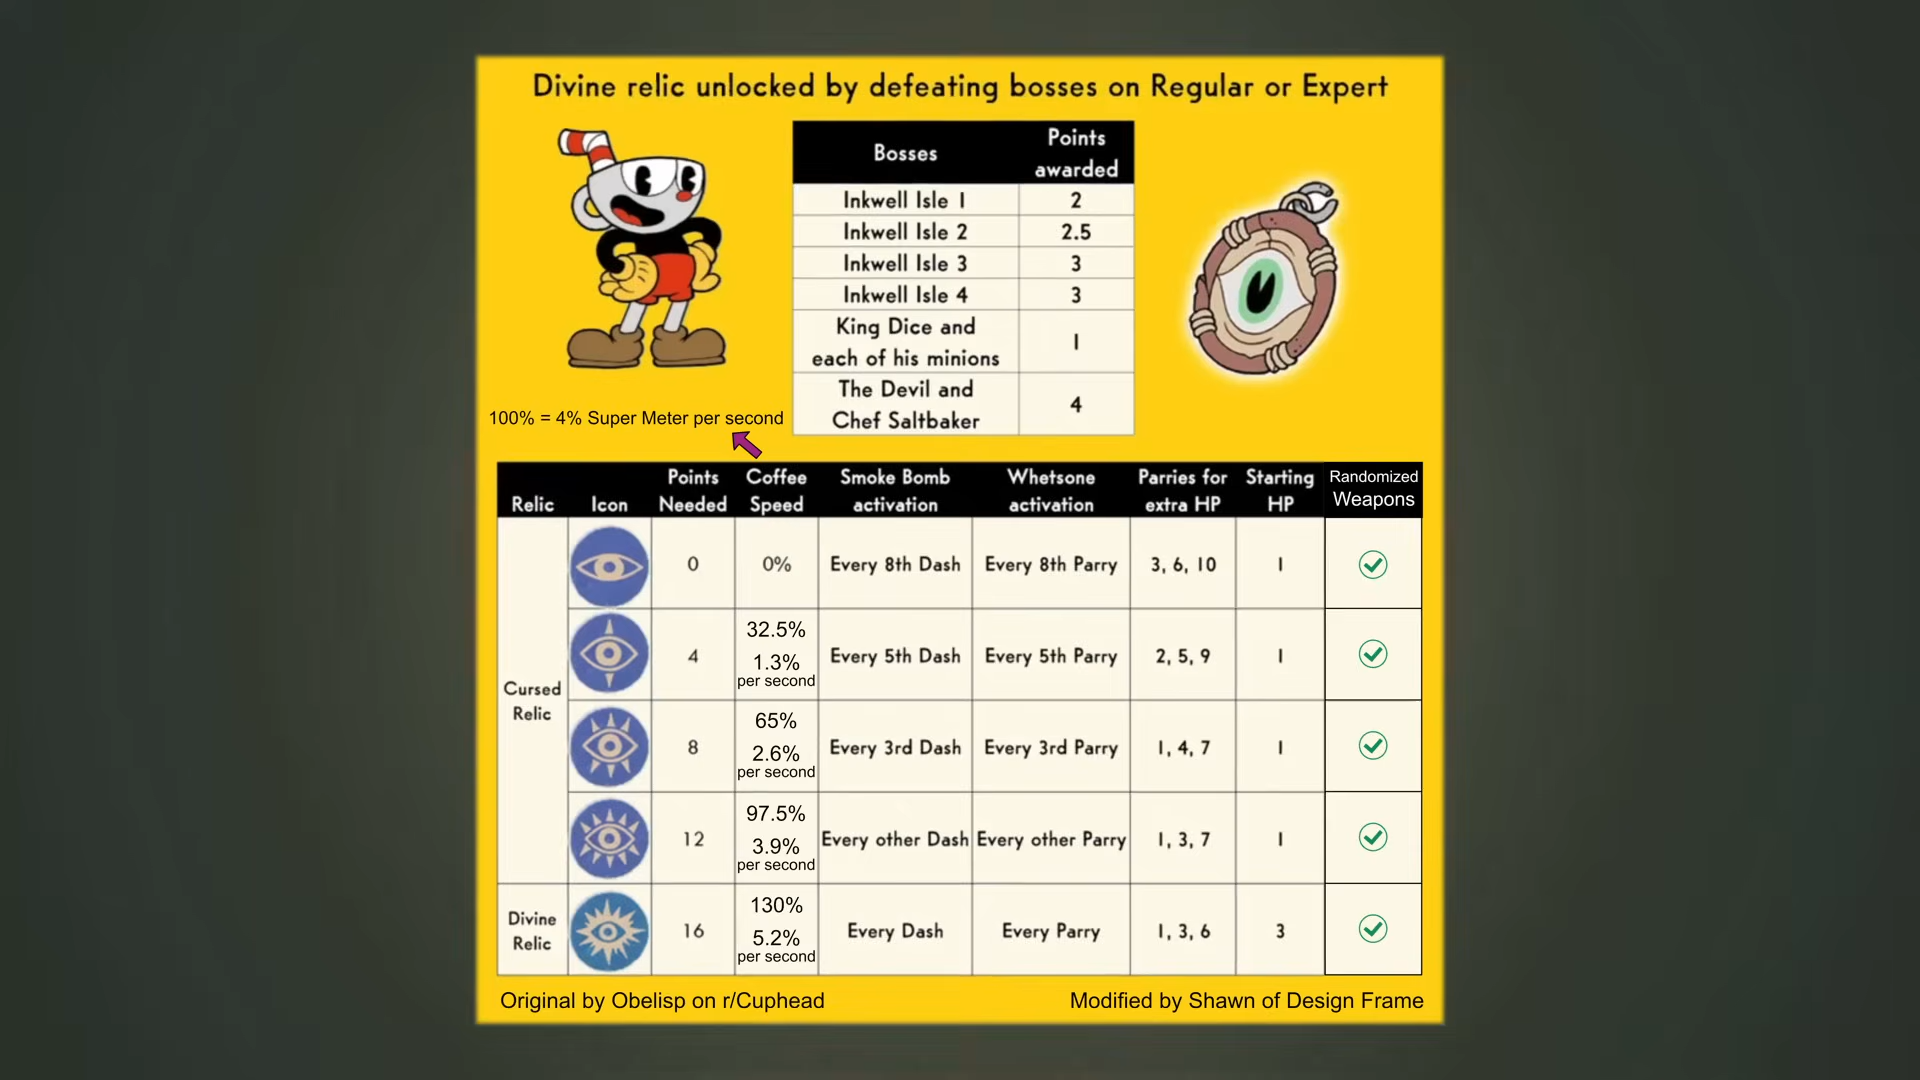 Divine relic unlocked by defeating bosses on Regular or Expert
Bosses
Points
awarded
Inkwell Isle 1
2
Inkwell Isle 2
2.5
Inkwell Isle 3
3
Inkwell Isle 4
3
King Dice and
each of his minions
1
The Devil and
Chef Saltbaker
4
100% = 4% Super Meter per second
Relic
Icon
Points
Needed
Coffee
Speed
Smoke Bomb
activation
Whetsone
activation
Parries for
extra HP
Starting
HP
Randomized
Weapons
Cursed
Relic
0
0%
Every 8th Dash
Every 8th Parry
3, 6, 10
1
4
32.5%
1.3%
per second
Every 5th Dash
Every 5th Parry
2, 5, 9
1
8
65%
2.6%
per second
Every 3rd Dash
Every 3rd Parry
1, 4, 7
1
12
97.5%
3.9%
per second
Every other Dash
Every other Parry
1, 3, 7
1
Divine
Relic
16
130%
5.2%
per second
Every Dash
Every Parry
1, 3, 6
3
Original by Obelisp on r/Cuphead
Modified by Shawn of Design Frame